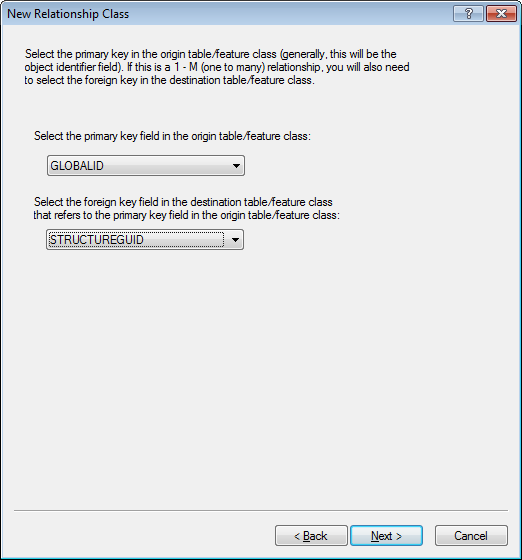 New Relationship Class
?
Select the primary key in the origin table/feature class (generally, this will be the
object identifier field). If this is a 1 - M (one to many) relationship, you will also need
to select the foreign key in the destination table/feature class.
Select the primary key field in the origin table/feature class:
GLOBALID
Select the foreign key field in the destination table/feature class
that refers to the primary key field in the origin table/feature class:
STRUCTUREGUID
< Back
Next >
Cancel